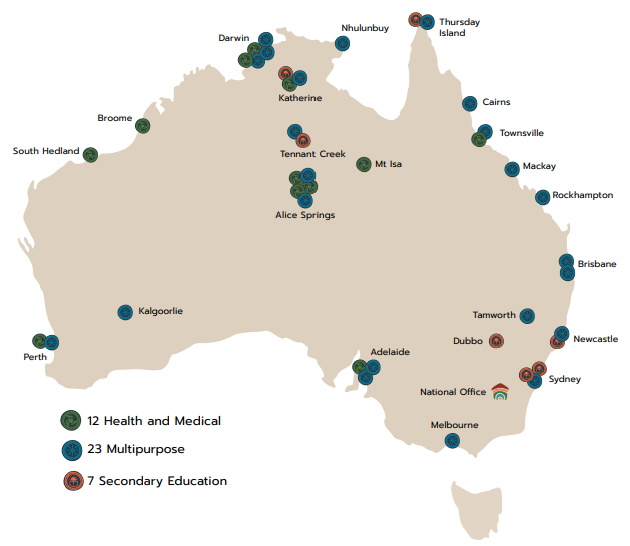 Thursday
Island
Nhulunbuy
Darwin
Katherine
Cairns
Broome
Townsville
South Hedland
Tennant Creek
Mt Isa
Mackay
Rockhampton
Alice Springs
Brisbane
Kalgoorlie
Tamworth
Dubbo
Newcastle
Perth
Adelaide
Sydney
National Office
12 Health and Medical
Melbourne
23 Multipurpose
7 Secondary Education